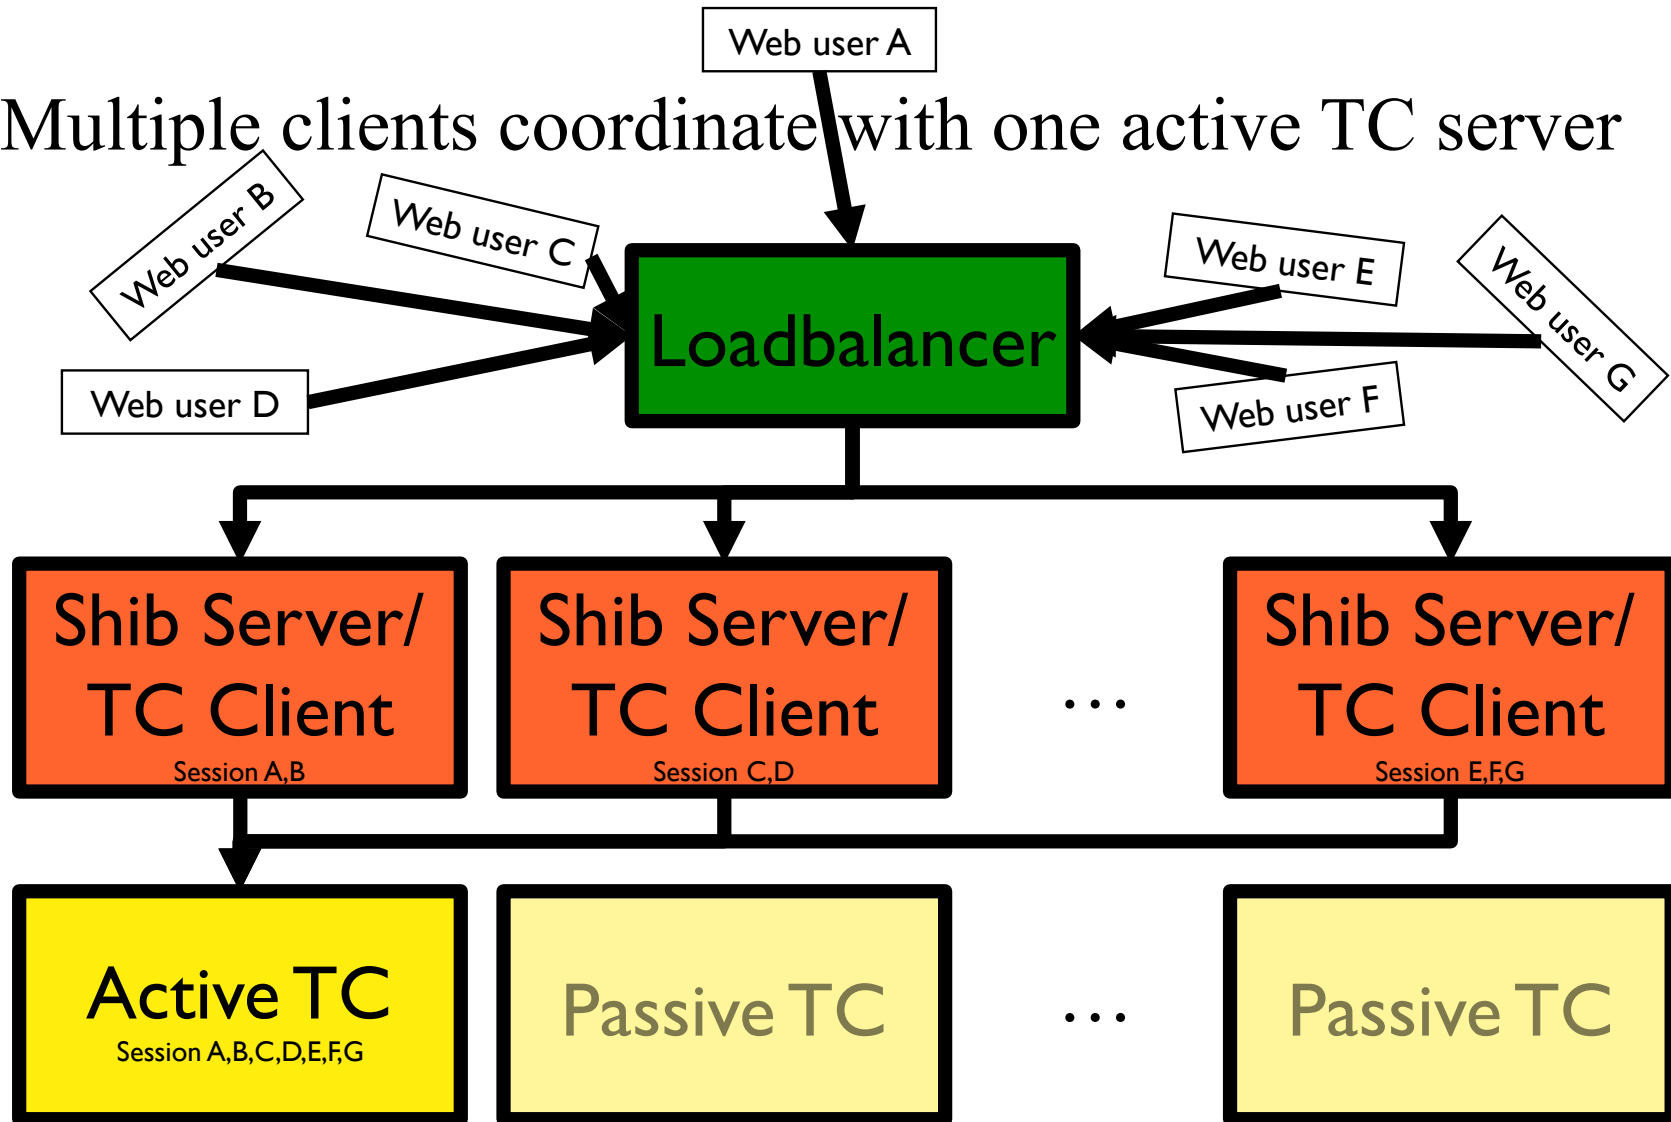 Web user A
Multiple clients coordinate with one active TC server
Web user B
Web user C
Web user E
Web user G
Loadbalancer
Web user D
Web user F
Shib Server/
TC Client
Session A,B
Shib Server/
TC Client
Session C,D
...
Shib Server/
TC Client
Session E,F,G
Active TC
Session A,B,C,D,E,F,G
Passive TC
...
Passive TC